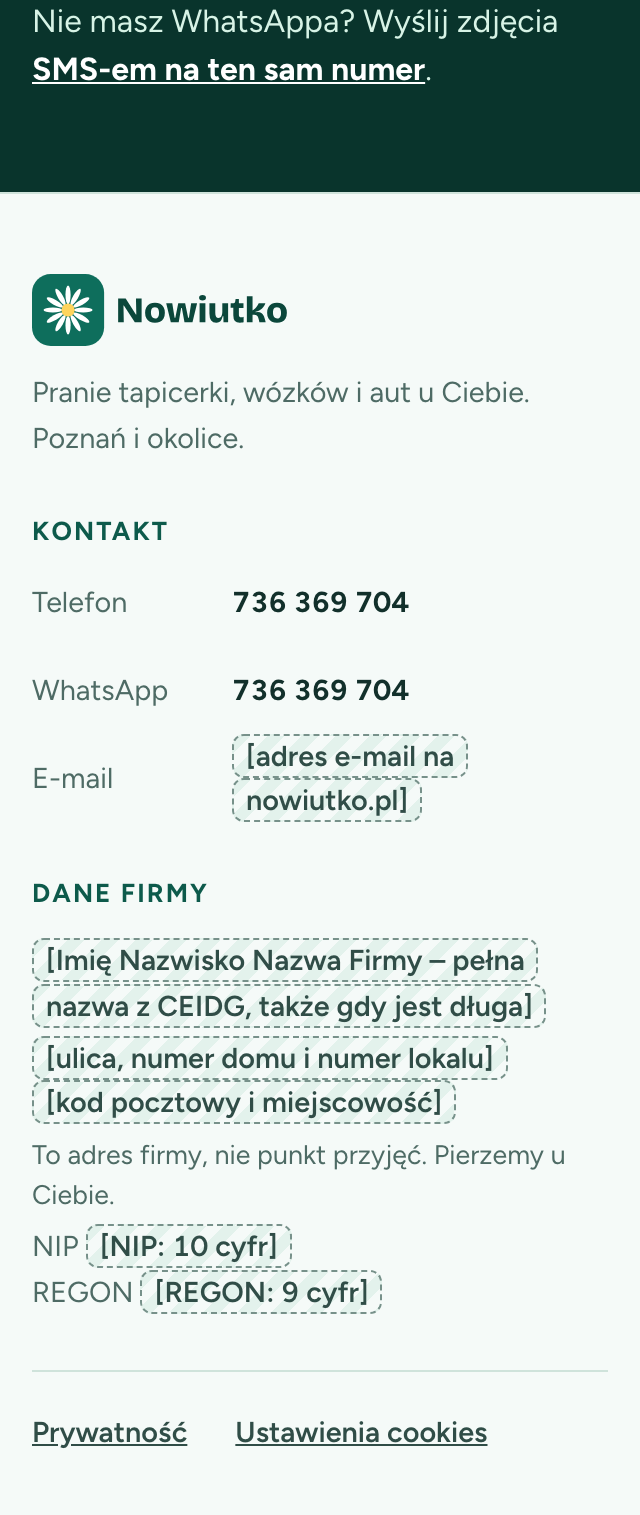 Nie masz WhatsAppa? Wyślij zdjęcia
SMS-em na ten sam numer.
Nowiutko
Pranie tapicerki, wózków i aut u Ciebie.
Poznań i okolice.
KONTAKT
Telefon 736 369 704
WhatsApp 736 369 704
E-mail [adres e-mail na
nowiutko.pl]
DANE FIRMY
[Imię Nazwisko Nazwa Firmy – pełna
nazwa z CEIDG, także gdy jest długa]
[ulica, numer domu i numer lokalu]
[kod pocztowy i miejscowość]
To adres firmy, nie punkt przyjęć. Pierzemy u
Ciebie.
NIP [NIP: 10 cyfr]
REGON [REGON: 9 cyfr]
Prywatność Ustawienia cookies